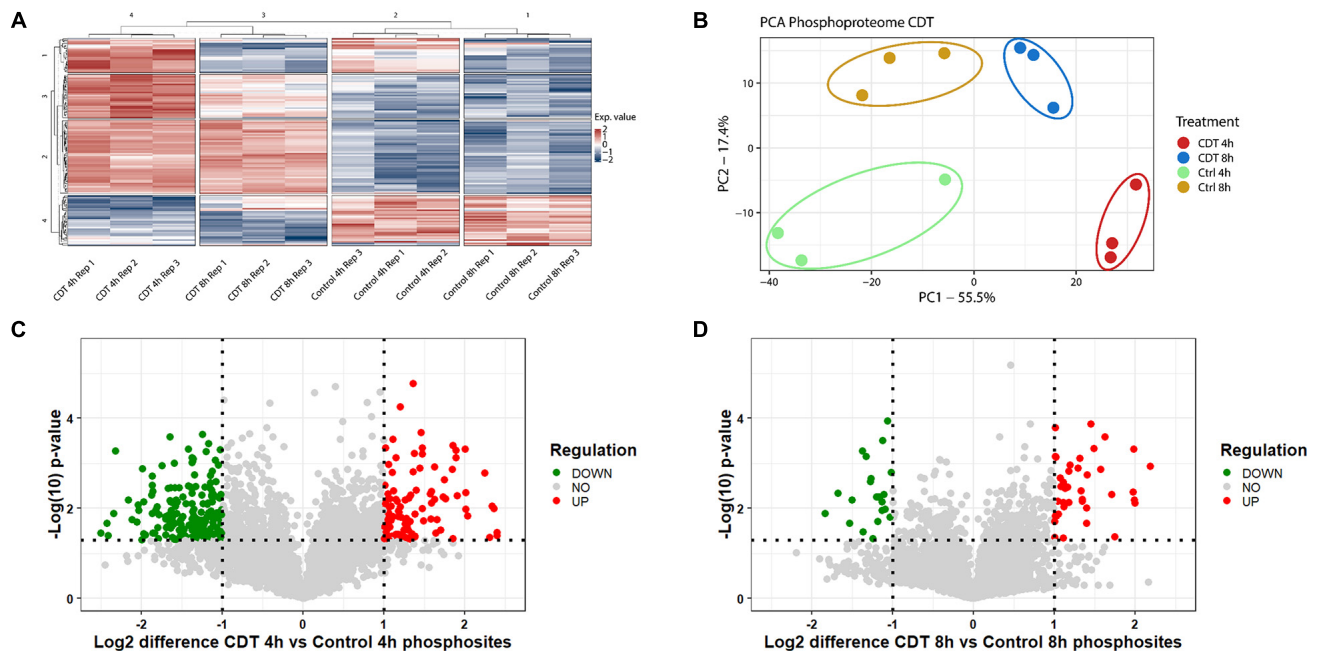 A
4
3
2
1
1
3
2
4
Exp. value
2
1
0
−1
−2
CDT 4h Rep 1
CDT 4h Rep 2
CDT 4h Rep 3
CDT 8h Rep 1
CDT 8h Rep 2
CDT 8h Rep 3
Control 4h Rep 3
Control 4h Rep 1
Control 4h Rep 2
Control 8h Rep 1
Control 8h Rep 2
Control 8h Rep 3
B
PCA Phosphoproteome CDT
PC2 − 17.4%
10
0
−10
−40
−20
0
20
PC1 − 55.5%
Treatment
CDT 4h
CDT 8h
Ctrl 4h
Ctrl 8h
C
-Log(10) p-value
4
2
0
-2
-1
0
1
2
Log2 difference CDT 4h vs Control 4h phosphosites
Regulation
DOWN
NO
UP
D
-Log(10) p-value
4
2
0
-2
-1
0
1
2
Log2 difference CDT 8h vs Control 8h phosphosites
Regulation
DOWN
NO
UP